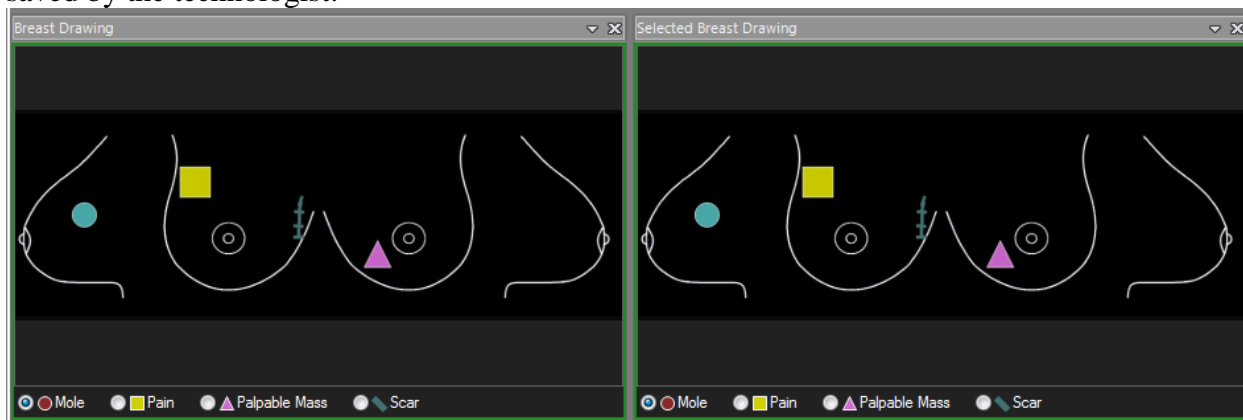 saved by the technologist.
Breast Drawing
Selected Breast Drawing
Mole Pain Palpable Mass Scar
Mole Pain Palpable Mass Scar